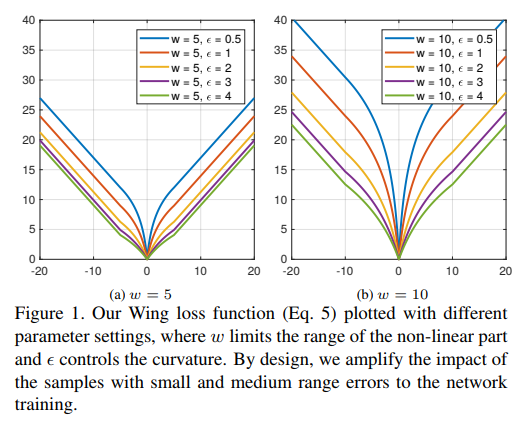 40
35
30
25
20
15
10
5
0
-20 -10 0 10 20
w = 5, ϵ = 0.5
w = 5, ϵ = 1
w = 5, ϵ = 2
w = 5, ϵ = 3
w = 5, ϵ = 4
(a) w = 5
40
35
30
25
20
15
10
5
0
-20 -10 0 10 20
w = 10, ϵ = 0.5
w = 10, ϵ = 1
w = 10, ϵ = 2
w = 10, ϵ = 3
w = 10, ϵ = 4
(b) w = 10
Figure 1. Our Wing loss function (Eq. 5) plotted with different
parameter settings, where w limits the range of the non-linear part
and ϵ controls the curvature. By design, we amplify the impact of
the samples with small and medium range errors to the network
training.